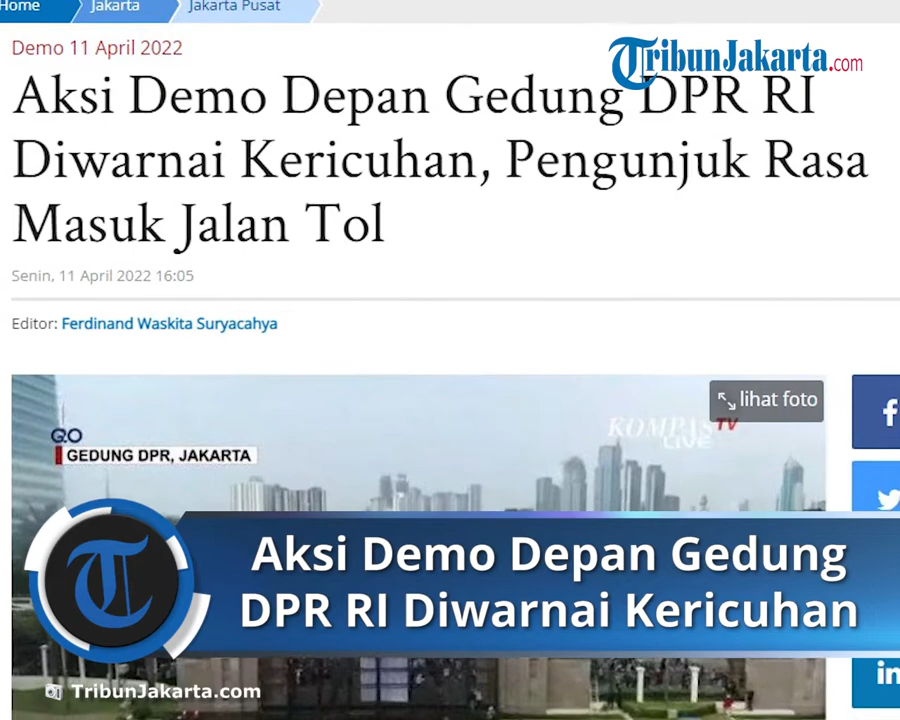 Home
Jakarta
Jakarta Pusat
Demo 11 April 2022
TribunJakarta.com
Aksi Demo Depan Gedung DPR RI
Diwarnai Kericuhan, Pengunjuk Rasa
Masuk Jalan Tol
Senin, 11 April 2022 16:05
Editor: Ferdinand Waskita Suryacahya
lihat foto
KOMPAS TV
LIVE
GEDUNG DPR, JAKARTA
Aksi Demo Depan Gedung
DPR RI Diwarnai Kericuhan
TribunJakarta.com